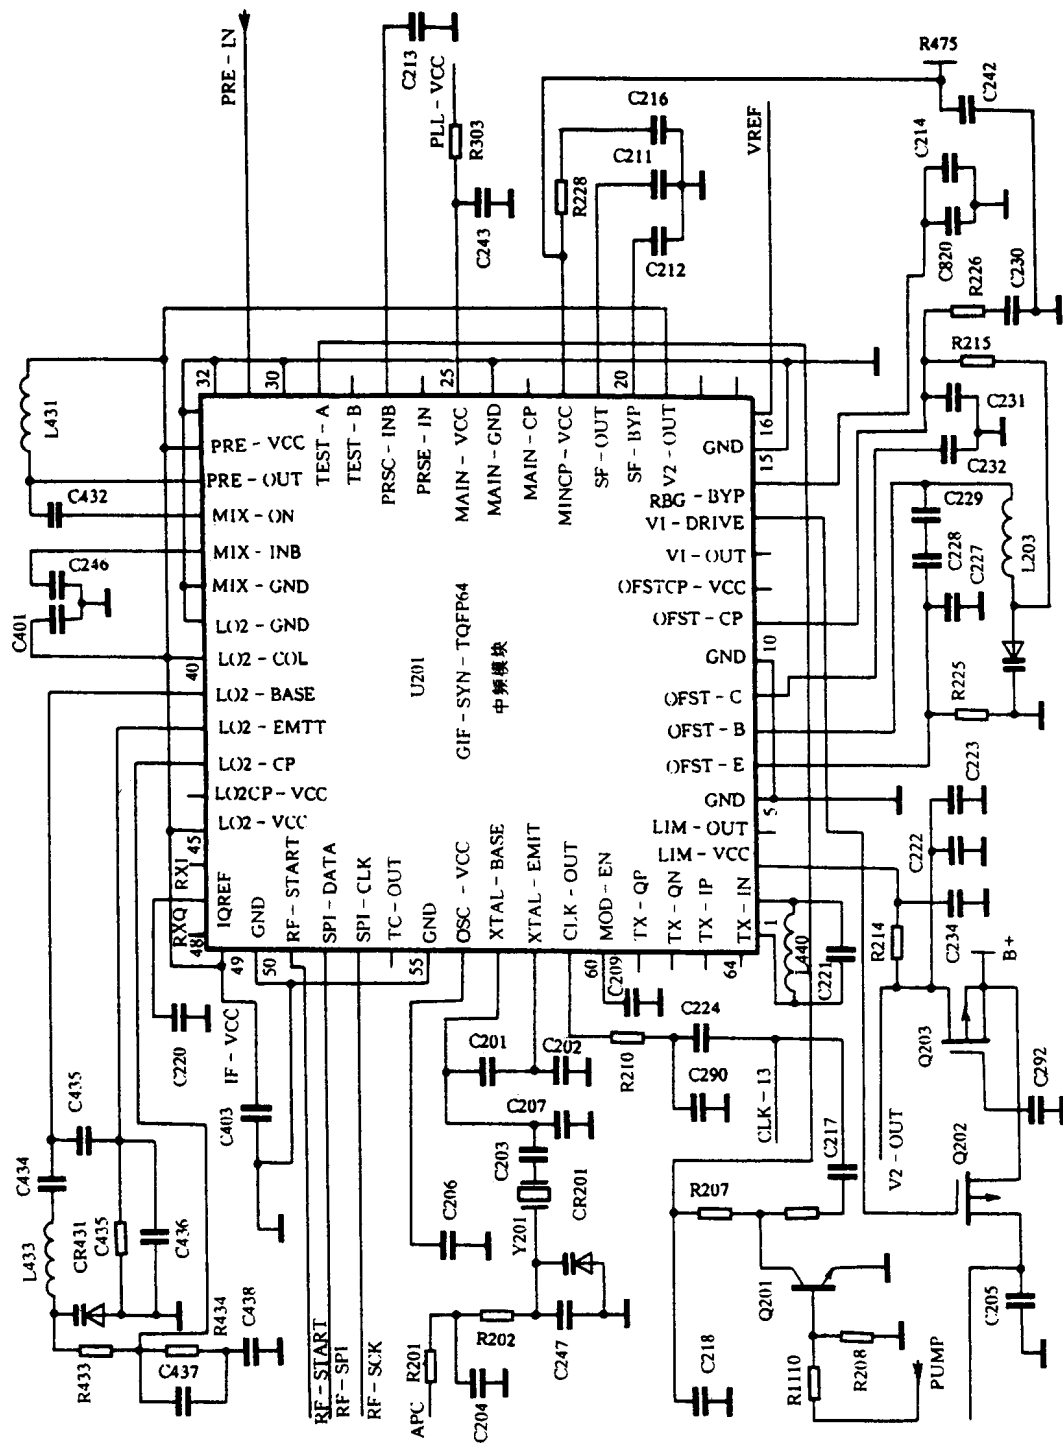 PRE-IN
C213
PLL-VCC
R303
C243
C216
C211
R228
C212
VREF
R475
C242
C214
C820
R226
C230
R215
C231
C232
C229
C228
C227
L203
R225
C223
C222
C234
R214
B+
Q203
C292
Q202
V2-OUT
C205
L431
C432
C246
C401
32
30
25
20
16
15
10
5
1
64
60
55
50
49
48
45
40
PRE-VCC
PRE-OUT
MIX-ON
MIX-INB
MIX-GND
LO2-GND
LO2-COL
LO2-BASE
LO2-EMTT
LO2-CP
LO2CP-VCC
LO2-VCC
RXI
RXQ
IQREF
TEST-A
TEST-B
PRSC-INB
PRSE-IN
MAIN-VCC
MAIN-GND
MAIN-CP
MINCP-VCC
SF-OUT
SF-BYP
V2-OUT
GND
RBG-BYP
VI-DRIVE
VI-OUT
OFSTCP-VCC
OFST-CP
GND
OFST-C
OFST-B
OFST-E
GND
LIM-OUT
LIM-VCC
U201
GIF-SYN-TQFP64
中频模块
GND
RF-START
SPI-DATA
SPI-CLK
TC-OUT
GND
OSC-VCC
XTAL-BASE
XTAL-EMIT
CLK-OUT
MOD-EN
TX-QP
TX-QN
TX-IP
TX-IN
L440
C221
C209
C220
IF-VCC
C403
C435
C434
L433
CR431
C435
C436
R433
R434
C437
C438
RF-START
RF-SPI
RF-SCK
APC
R201
C204
R202
C247
C206
Y201
CR201
C203
C207
C201
C202
R210
C224
C290
CLK-13
C217
R207
Q201
C218
R1110
R208
PUMP